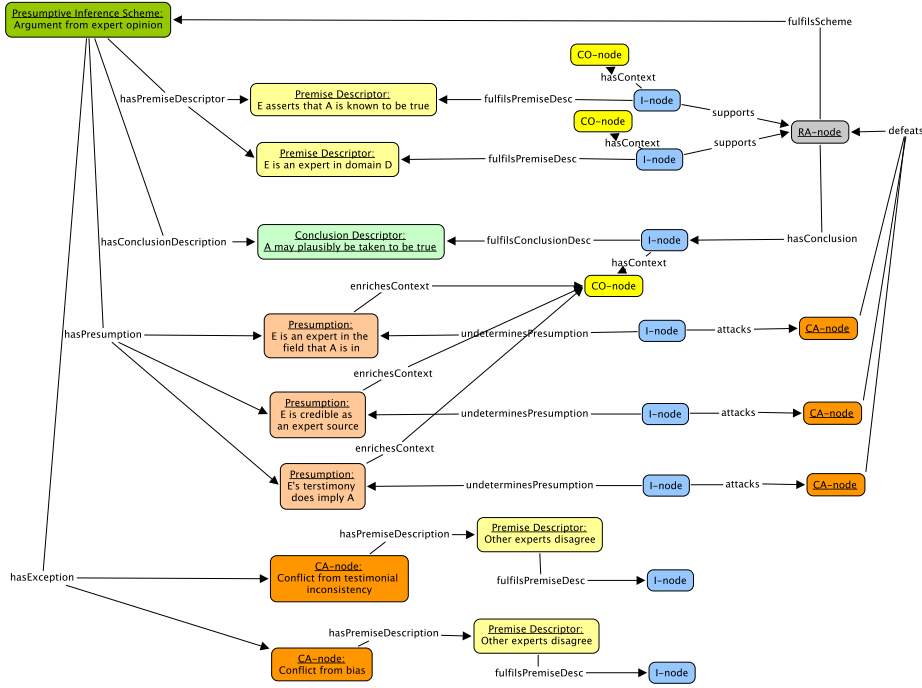 Presumptive Inference Scheme:
Argument from expert opinion
fulfilsScheme
CO-node
hasContext
hasPremiseDescriptor
Premise Descriptor:
E asserts that A is known to be true
fulfilsPremiseDesc
I-node
supports
CO-node
hasContext
RA-node
defeats
Premise Descriptor:
E is an expert in domain D
fulfilsPremiseDesc
I-node
supports
hasConclusionDescription
Conclusion Descriptor:
A may plausibly be taken to be true
fulfilsConclusionDesc
I-node
hasConclusion
hasContext
enrichesContext
CO-node
hasPresumption
Presumption:
E is an expert in the
field that A is in
undeterminesPresumption
I-node
attacks
CA-node
enrichesContext
Presumption:
E is credible as
an expert source
undeterminesPresumption
I-node
attacks
CA-node
enrichesContext
Presumption:
E's terstimony
does imply A
undeterminesPresumption
I-node
attacks
CA-node
hasPremiseDescription
Premise Descriptor:
Other experts disagree
hasException
CA-node:
Conflict from testimonial
inconsistency
fulfilsPremiseDesc
I-node
hasPremiseDescription
Premise Descriptor:
Other experts disagree
CA-node:
Conflict from bias
fulfilsPremiseDesc
I-node